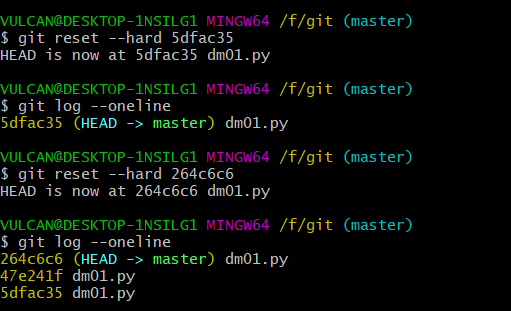 VULCAN@DESKTOP-1NSILG1 MINGW64 /f/git (master)
$ git reset --hard 5dfac35
HEAD is now at 5dfac35 dm01.py
VULCAN@DESKTOP-1NSILG1 MINGW64 /f/git (master)
$ git log --oneline
5dfac35 (HEAD -> master) dm01.py
VULCAN@DESKTOP-1NSILG1 MINGW64 /f/git (master)
$ git reset --hard 264c6c6
HEAD is now at 264c6c6 dm01.py
VULCAN@DESKTOP-1NSILG1 MINGW64 /f/git (master)
$ git log --oneline
264c6c6 (HEAD -> master) dm01.py
47e241f dm01.py
5dfac35 dm01.py